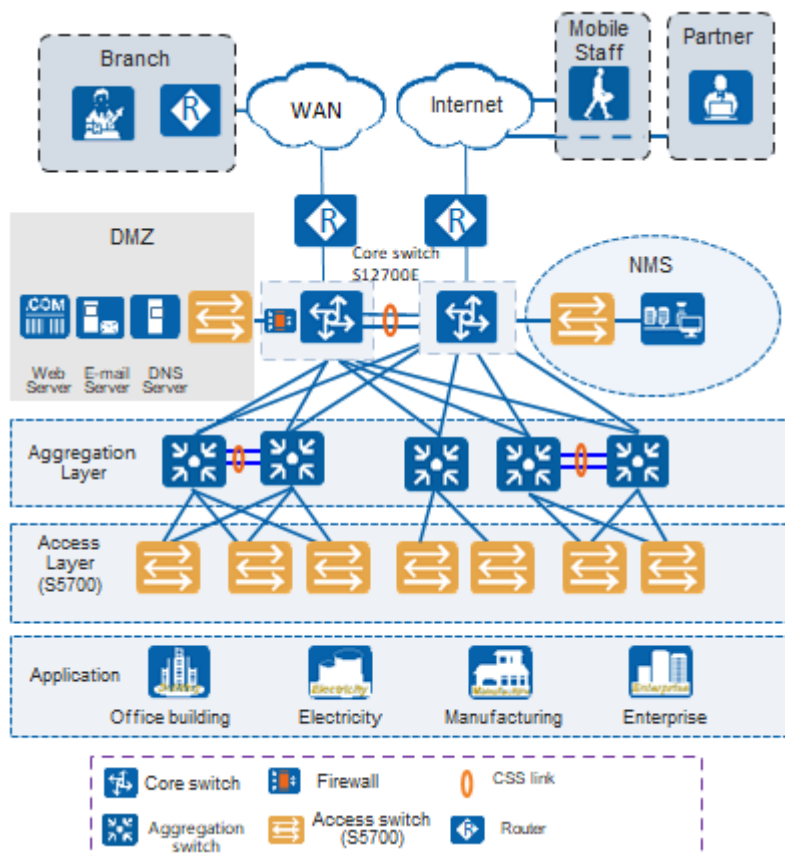 Branch
WAN
Internet
Mobile
Staff
Partner
R
R
R
DMZ
Core switch
S12700E
NMS
.COM
Web
Server
E-mail
Server
DNS
Server
Aggregation
Layer
Access
Layer
(S5700)
Application
Electricity
Enterprise
Office building
Electricity
Manufacturing
Enterprise
Core switch
Firewall
CSS link
Aggregation
switch
Access switch
(S5700)
R
Router